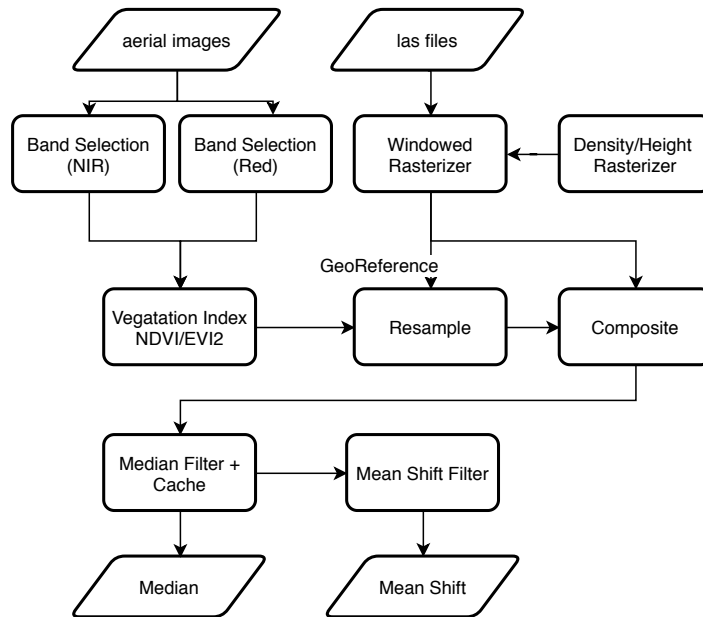 aerial images
las files
Band Selection
(NIR)
Band Selection
(Red)
Windowed
Rasterizer
Density/Height
Rasterizer
GeoReference
Vegatation Index
NDVI/EVI2
Resample
Composite
Median Filter +
Cache
Mean Shift Filter
Median
Mean Shift